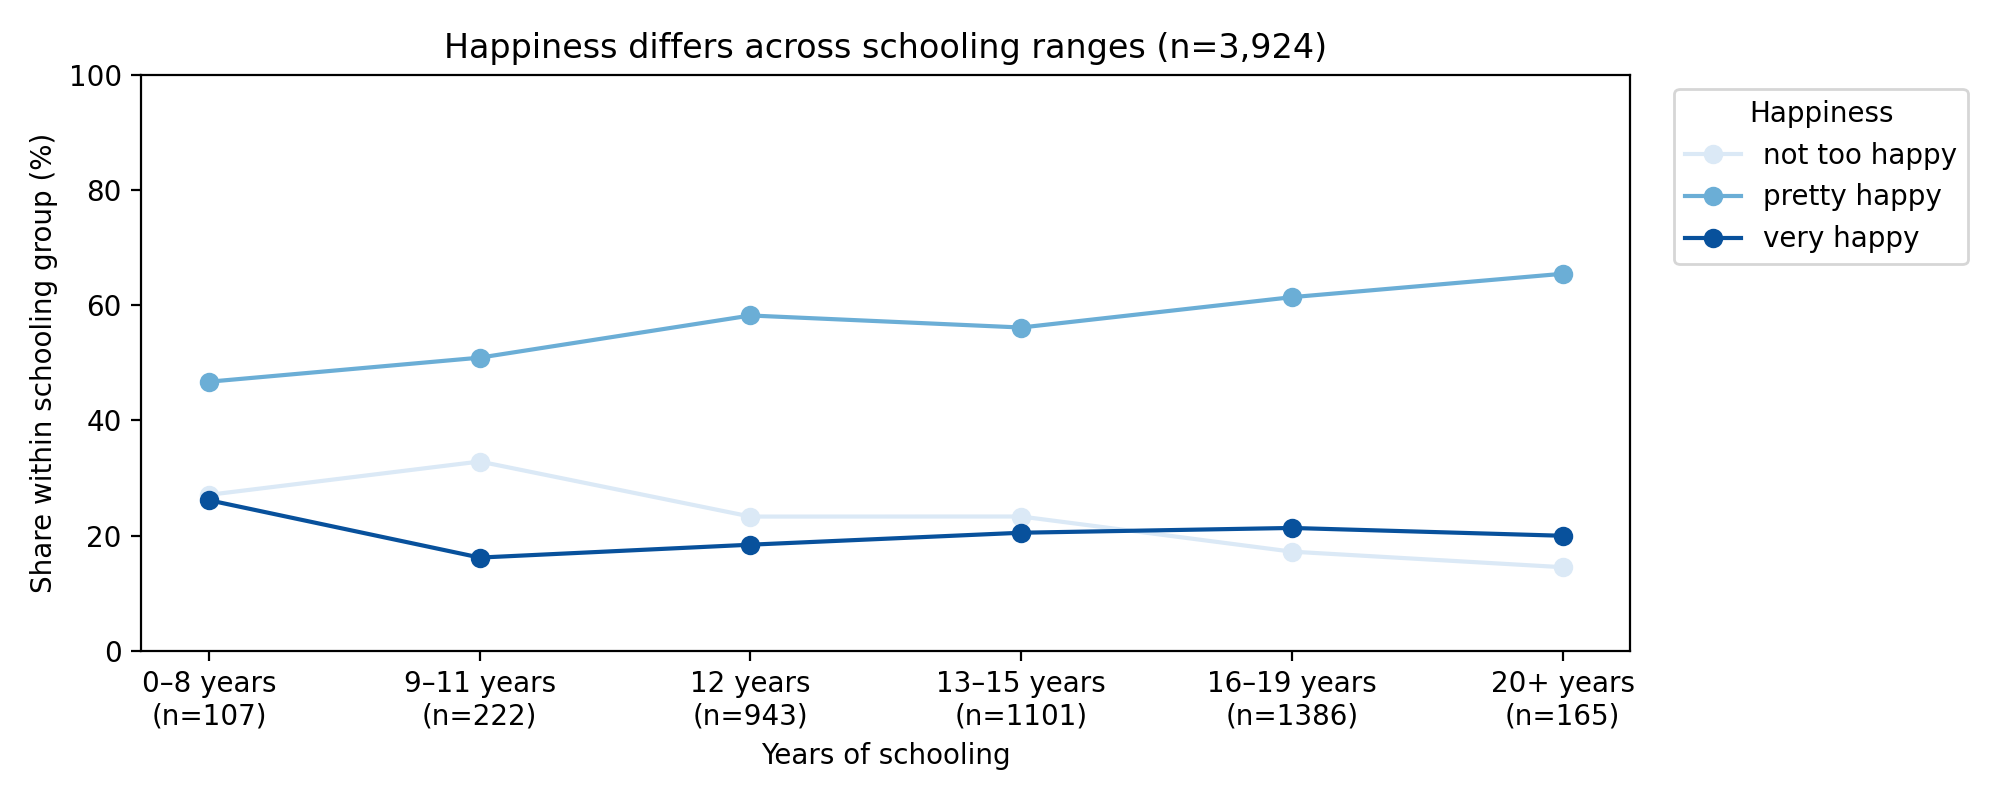 Happiness differs across schooling ranges (n=3,924)
Share within schooling group (%)
100
80
60
40
20
0
0–8 years
(n=107)
9–11 years
(n=222)
12 years
(n=943)
13–15 years
(n=1101)
16–19 years
(n=1386)
20+ years
(n=165)
Years of schooling
Happiness
not too happy
pretty happy
very happy